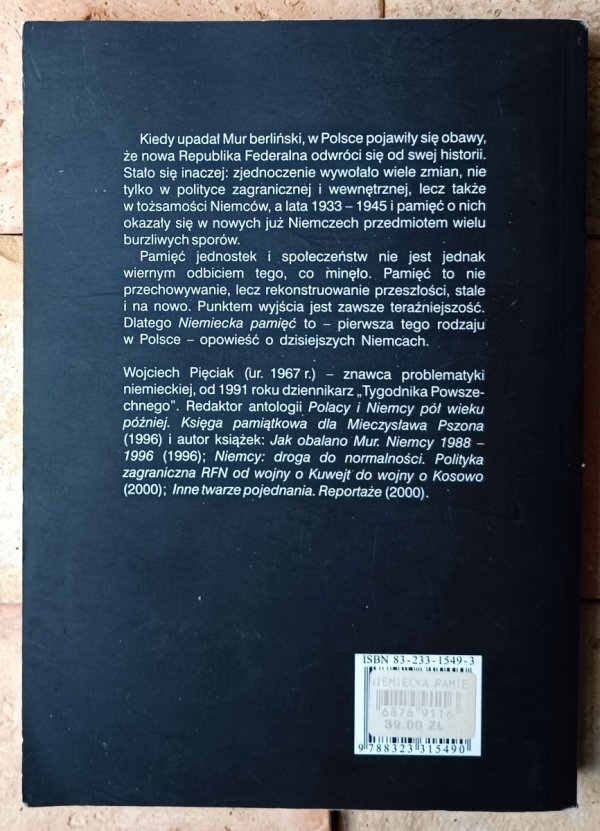 Kiedy upadał Mur berliński, w Polsce pojawiły się obawy,
że nowa Republika Federalna odwróci się od swej historii.
Stało się inaczej: zjednoczenie wywołało wiele zmian, nie
tylko w polityce zagranicznej i wewnętrznej, lecz także
w tożsamości Niemców, a lata 1933 – 1945 i pamięć o nich
okazały się w nowych już Niemczech przedmiotem wielu
burzliwych sporów.
Pamięć jednostek i społeczeństw nie jest jednak
wiernym odbiciem tego, co minęło. Pamięć to nie
przechowywanie, lecz rekonstruowanie przeszłości, stale
i na nowo. Punktem wyjścia jest zawsze teraźniejszość.
Dlatego Niemiecka pamięć to – pierwsza tego rodzaju
w Polsce – opowieść o dzisiejszych Niemcach.
Wojciech Pięciak (ur. 1967 r.) – znawca problematyki
niemieckiej, od 1991 roku dziennikarz „Tygodnika Powsze-
chnego”. Redaktor antologii Polacy i Niemcy pół wieku
później. Księga pamiątkowa dla Mieczysława Pszona
(1996) i autor książek: Jak obalano Mur. Niemcy 1988 –
1996 (1996); Niemcy: droga do normalności. Polityka
zagraniczna RFN od wojny o Kuwejt do wojny o Kosowo
(2000); Inne twarze pojednania. Reportaże (2000).
ISBN 83-233-1549-3
NIEMIECKA PAMIĘ
6876 9116
39.00 ZŁ
9 788323 315490